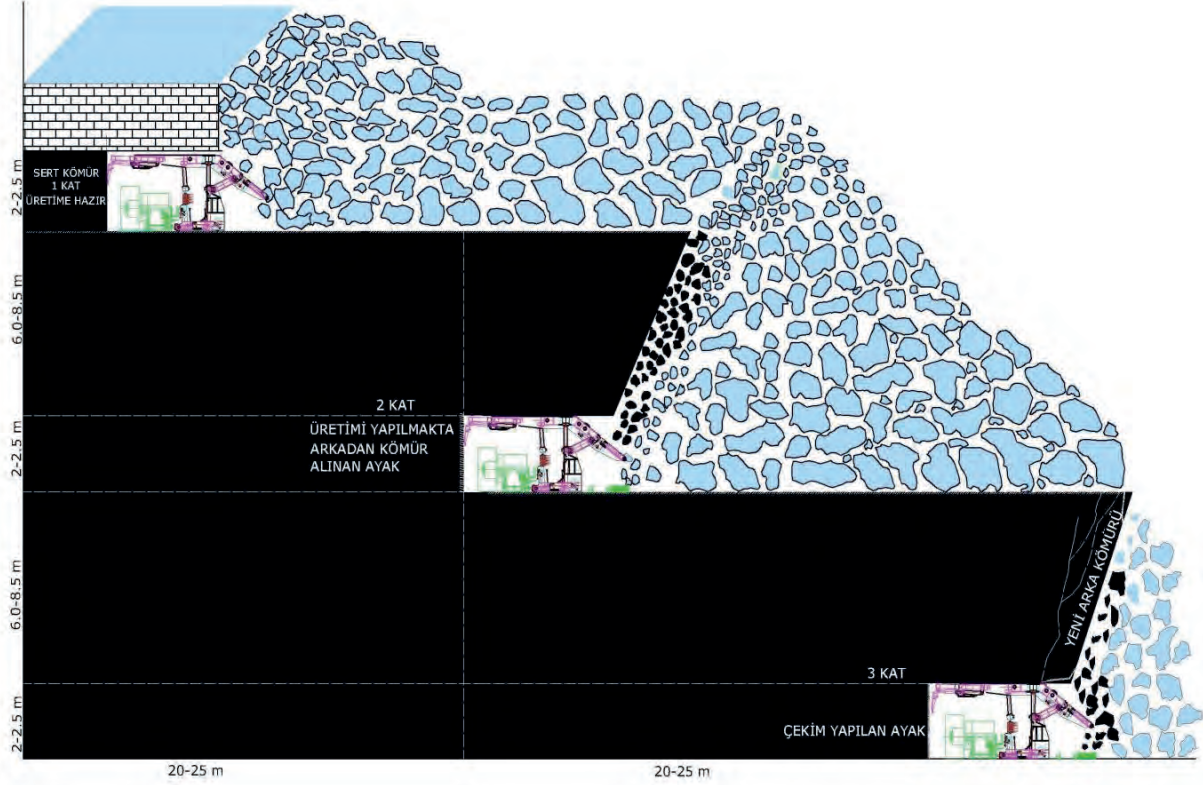 2-2.5 m
SERT KÖMÜR
1 KAT
ÜRETİME HAZIR
6.0-8.5 m
2 KAT
2-2.5 m
ÜRETİMİ YAPILMAKTA
ARKADAN KÖMÜR
ALINAN AYAK
6.0-8.5 m
YENİ ARKA KÖMÜRÜ
3 KAT
2-2.5 m
ÇEKİM YAPILAN AYAK
20-25 m
20-25 m